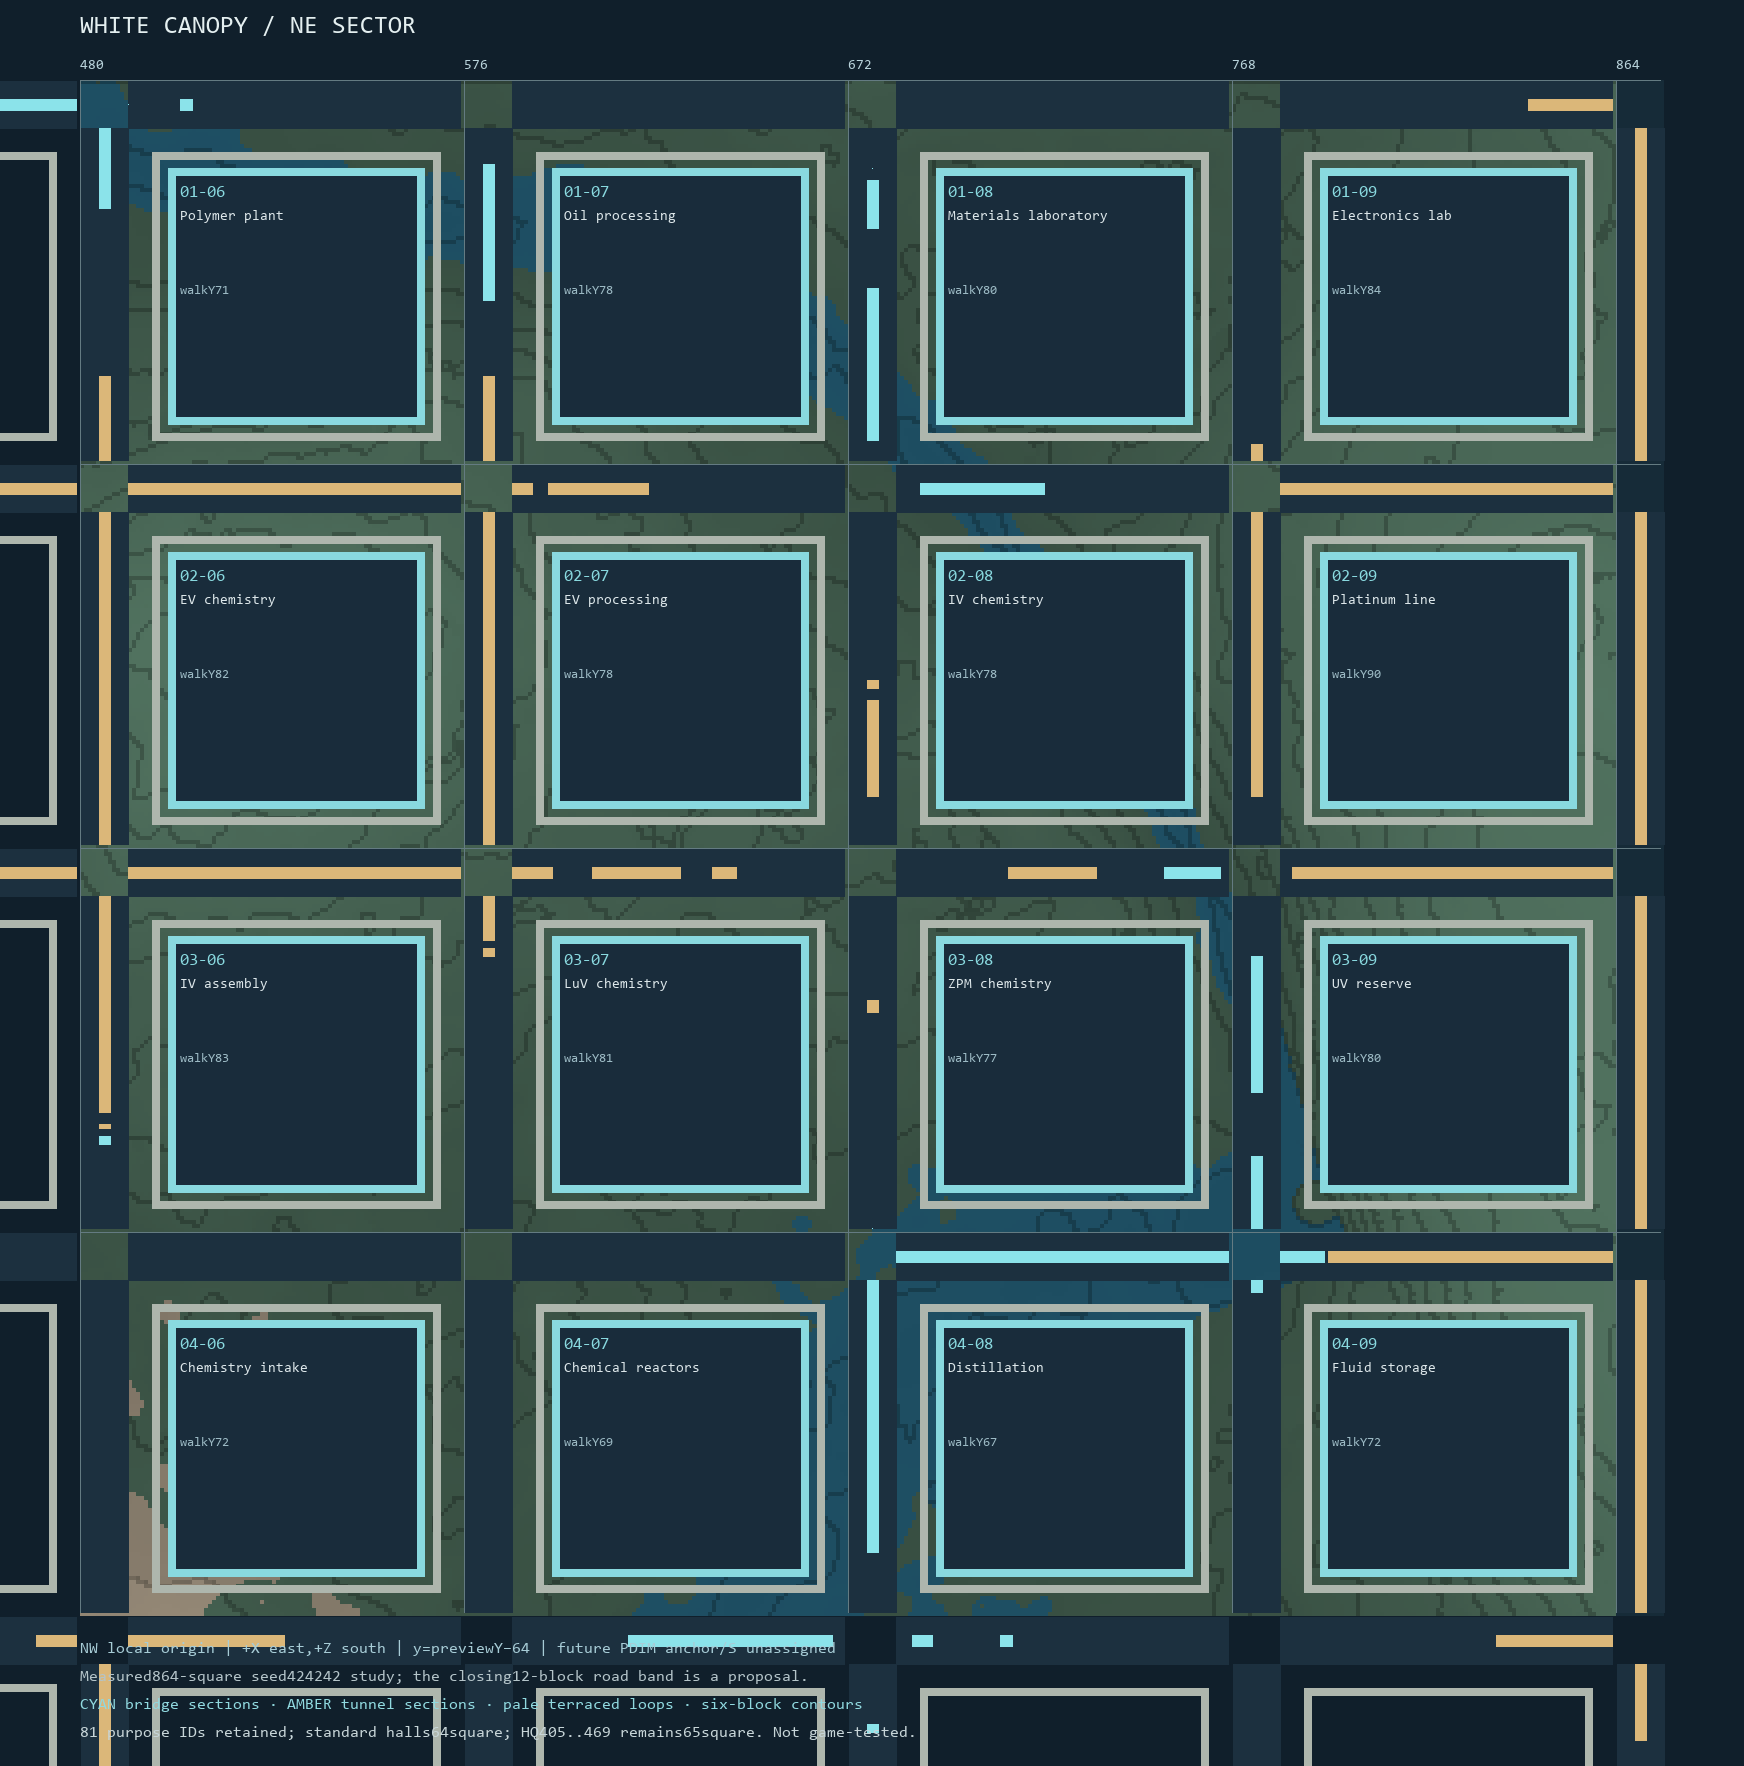 WHITE CANOPY / NE SECTOR
480 576 672 768 864
01-06 01-07 01-08 01-09
Polymer plant Oil processing Materials laboratory Electronics lab
walkY71 walkY78 walkY80 walkY84
02-06 02-07 02-08 02-09
EV chemistry EV processing IV chemistry Platinum line
walkY82 walkY78 walkY78 walkY90
03-06 03-07 03-08 03-09
IV assembly LuV chemistry ZPM chemistry UV reserve
walkY83 walkY81 walkY77 walkY80
04-06 04-07 04-08 04-09
Chemistry intake Chemical reactors Distillation Fluid storage
walkY72 walkY69 walkY67 walkY72
NW local origin | +X east,+Z south | y=previewY-64 | future PDIM anchor/S unassigned
Measured864-square seed424242 study; the closing12-block road band is a proposal.
CYAN bridge sections · AMBER tunnel sections · pale terraced loops · six-block contours
81 purpose IDs retained; standard halls64square; HQ405..469 remains65square. Not game-tested.